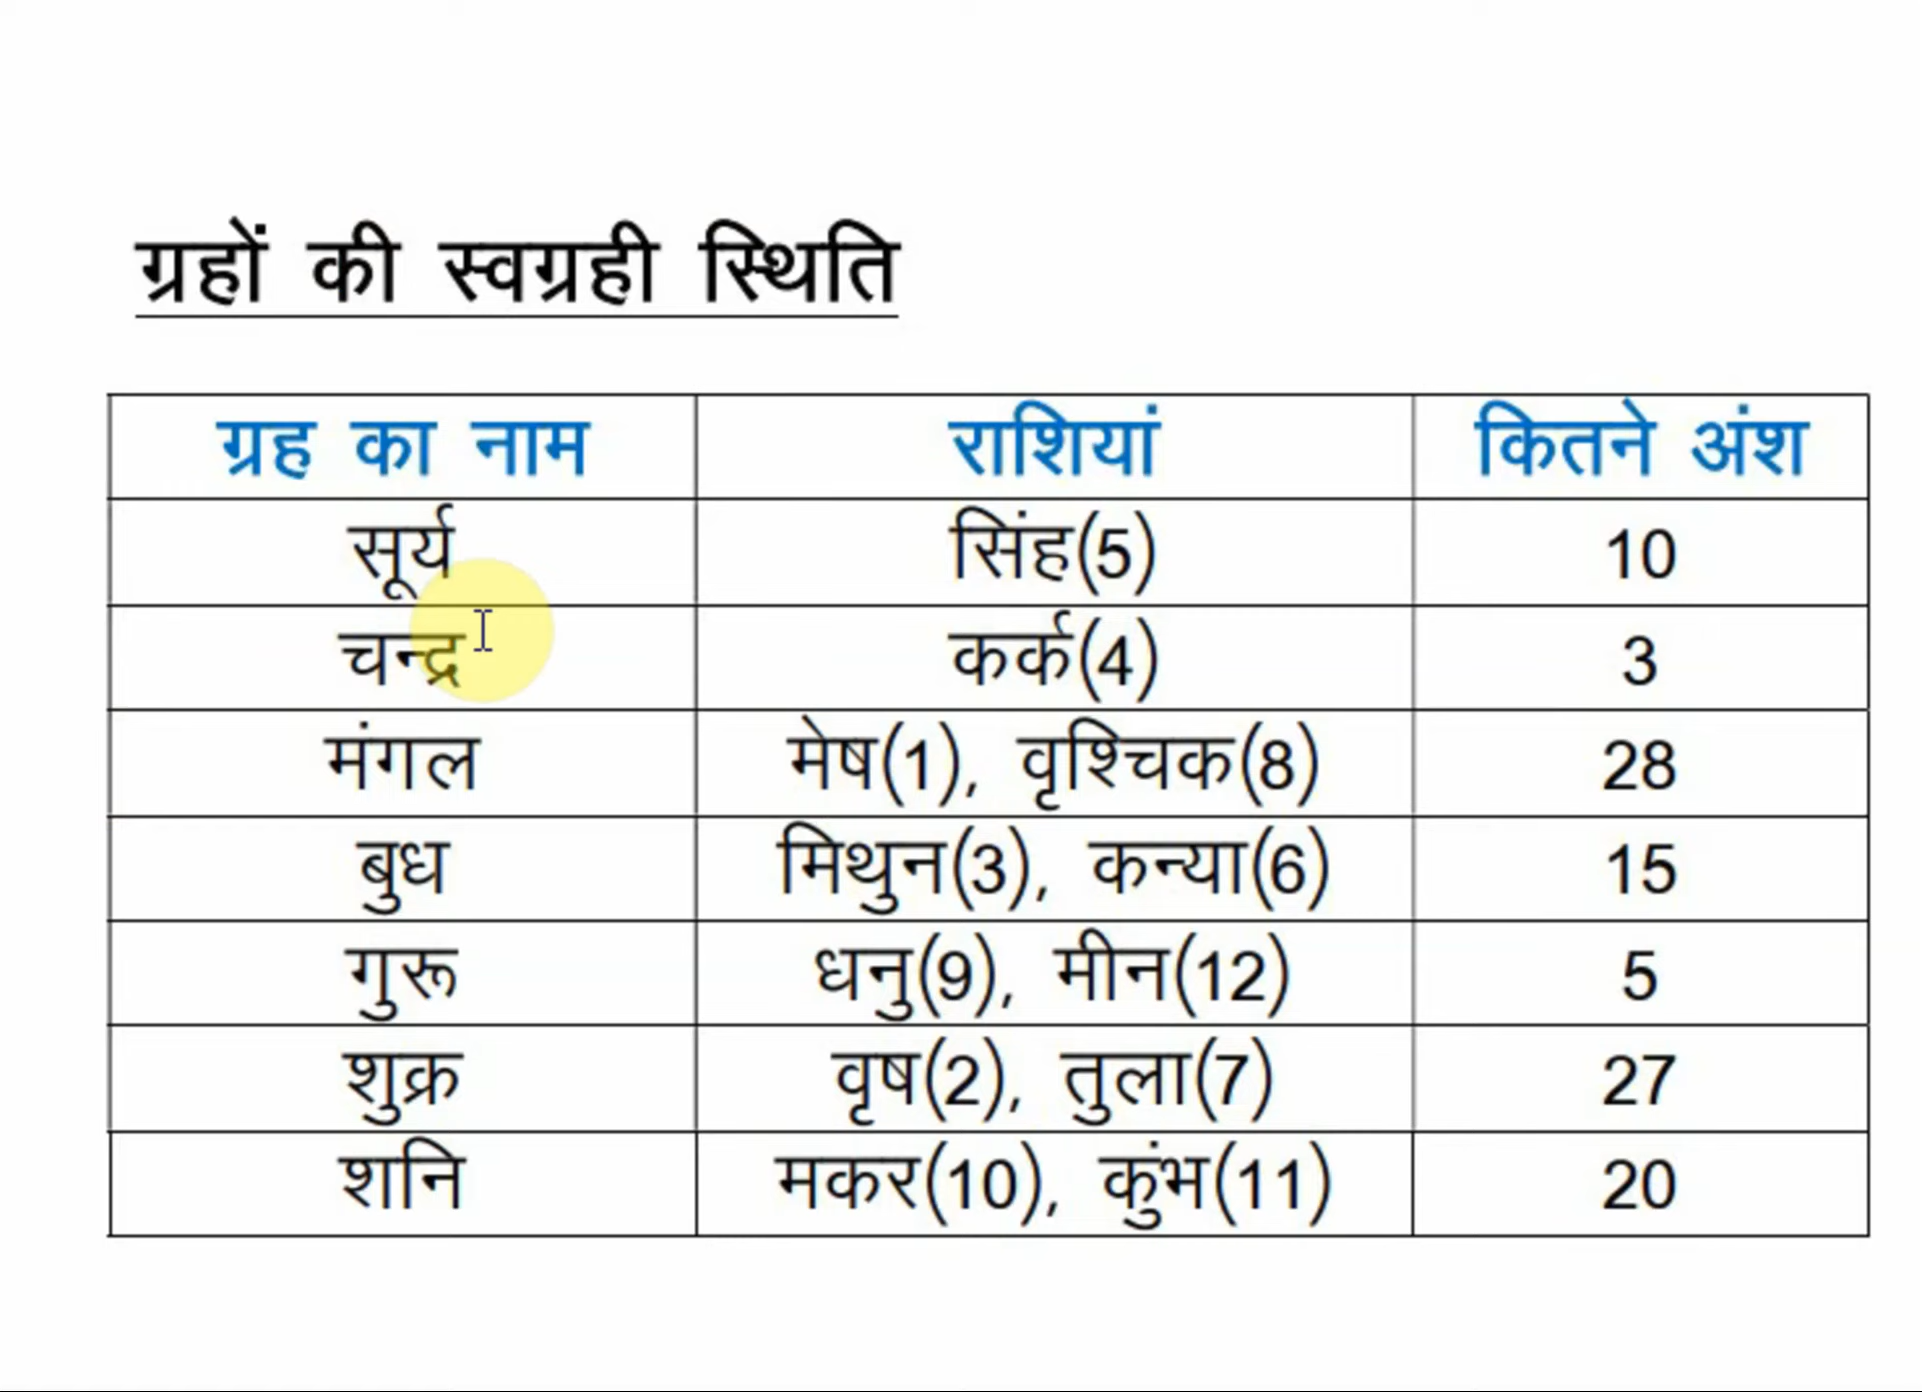 ग्रहों की स्वग्रही स्थिति
ग्रह का नाम राशियां कितने अंश
सूर्य सिंह(5) 10
चन्द्र कर्क(4) 3
मंगल मेष(1), वृश्चिक(8) 28
बुध मिथुन(3), कन्या(6) 15
गुरू धनु(9), मीन(12) 5
शुक्र वृष(2), तुला(7) 27
शनि मकर(10), कुंभ(11) 20